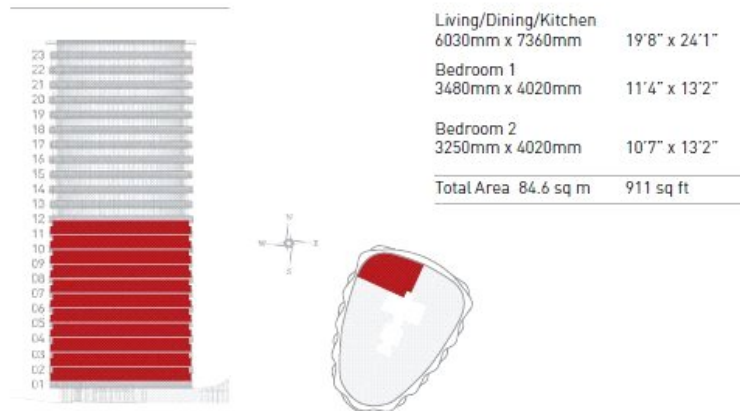 23
22
21
20
19
18
17
16
15
14
13
12
11
10
09
08
07
06
05
04
03
02
01
N
W E
S
Living/Dining/Kitchen
6030mm x 7360mm 19'8" x 24'1"
Bedroom 1
3480mm x 4020mm 11'4" x 13'2"
Bedroom 2
3250mm x 4020mm 10'7" x 13'2"
Total Area 84.6 sq m 911 sq ft